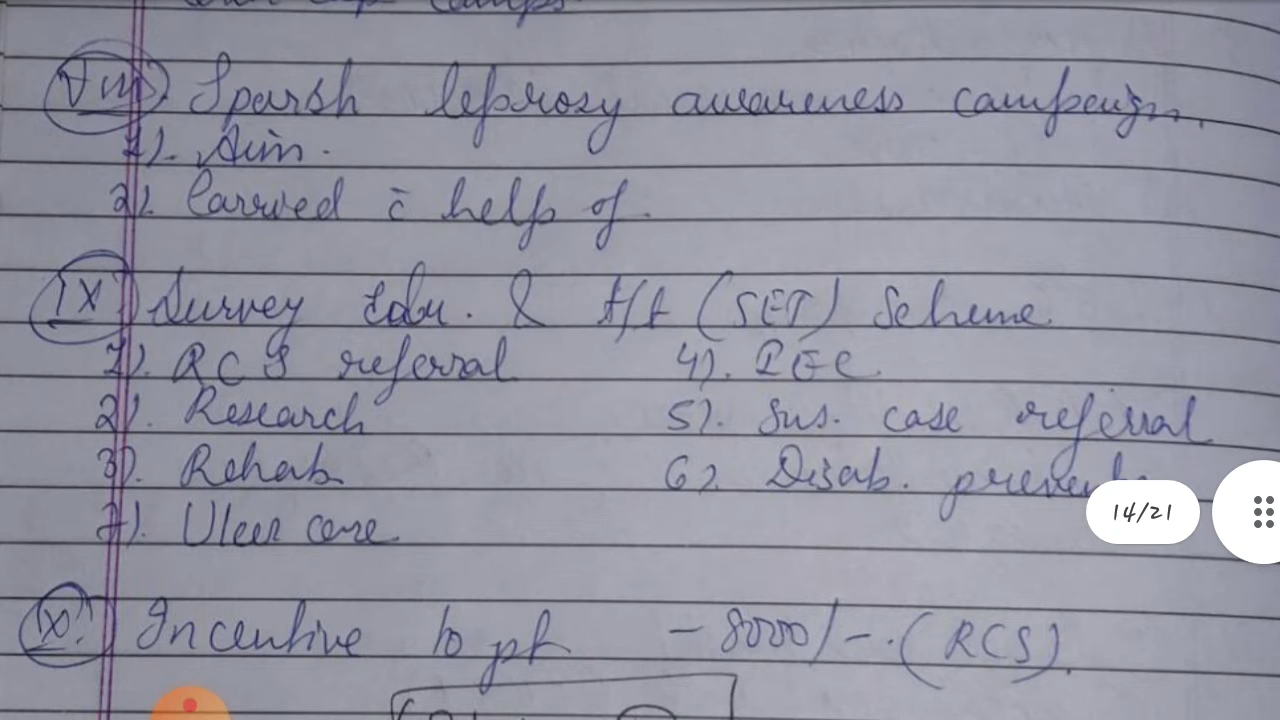 camps
VIII) Sparsh leprosy awareness campaign.
1). Aim.
2). Carried c̄ help of.
IX) Survey Edu. & t/t (SET) Scheme.
1). RCS referral 4). IEC
2). Research 5). Sus. case referral
3). Rehab 6). Disab. prevent
7). Ulcer care
X). Incentive to pt - 8000/-. (RCS).
14/21